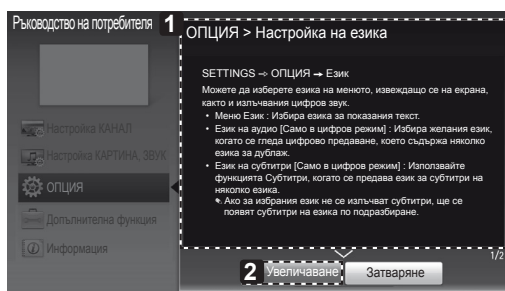 Ръководство на потребителя
1
ОПЦИЯ > Настройка на езика
SETTINGS ⇨ ОПЦИЯ ➙ Език
Можете да изберете език на менюто, извеждащо се на екрана,
както и излъчвания цифров звук.
• Меню Език : Избира езика за показания текст.
• Език на аудио [Само в цифров режим] : Избира желания език,
когато се гледа цифрово предаване, което съдържа няколко
езика за дублаж.
• Език на субтитри [Само в цифров режим] : Използвайте
функцията Субтитри, когато се предава език за субтитри на
няколко езика.
Ако за избрания език не се излъчват субтитри, ще се
появят субтитри на езика по подразбиране.
Настройка КАНАЛ
Настройка КАРТИНА, ЗВУК
ОПЦИЯ
Допълнителна функция
Информация
1/2
2
Увеличаване
Затваряне